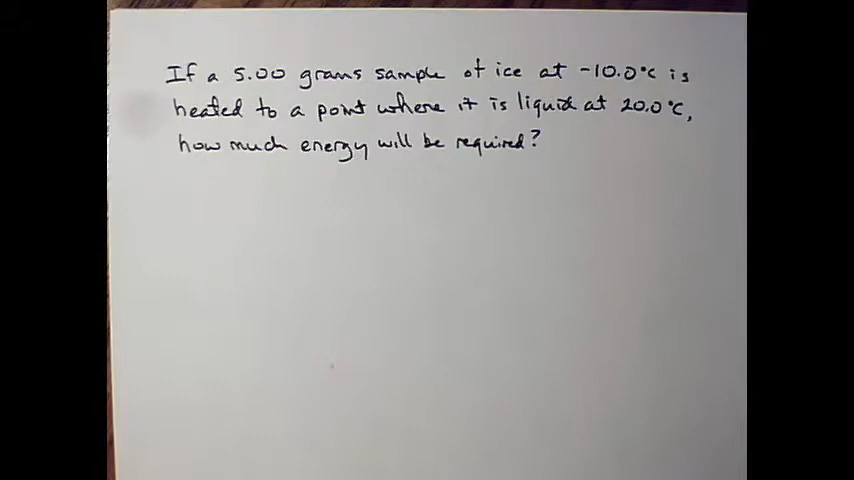 If a 5.00 grams sample of ice at -10.0°C is
heated to a point where it is liquid at 20.0°C,
how much energy will be required?